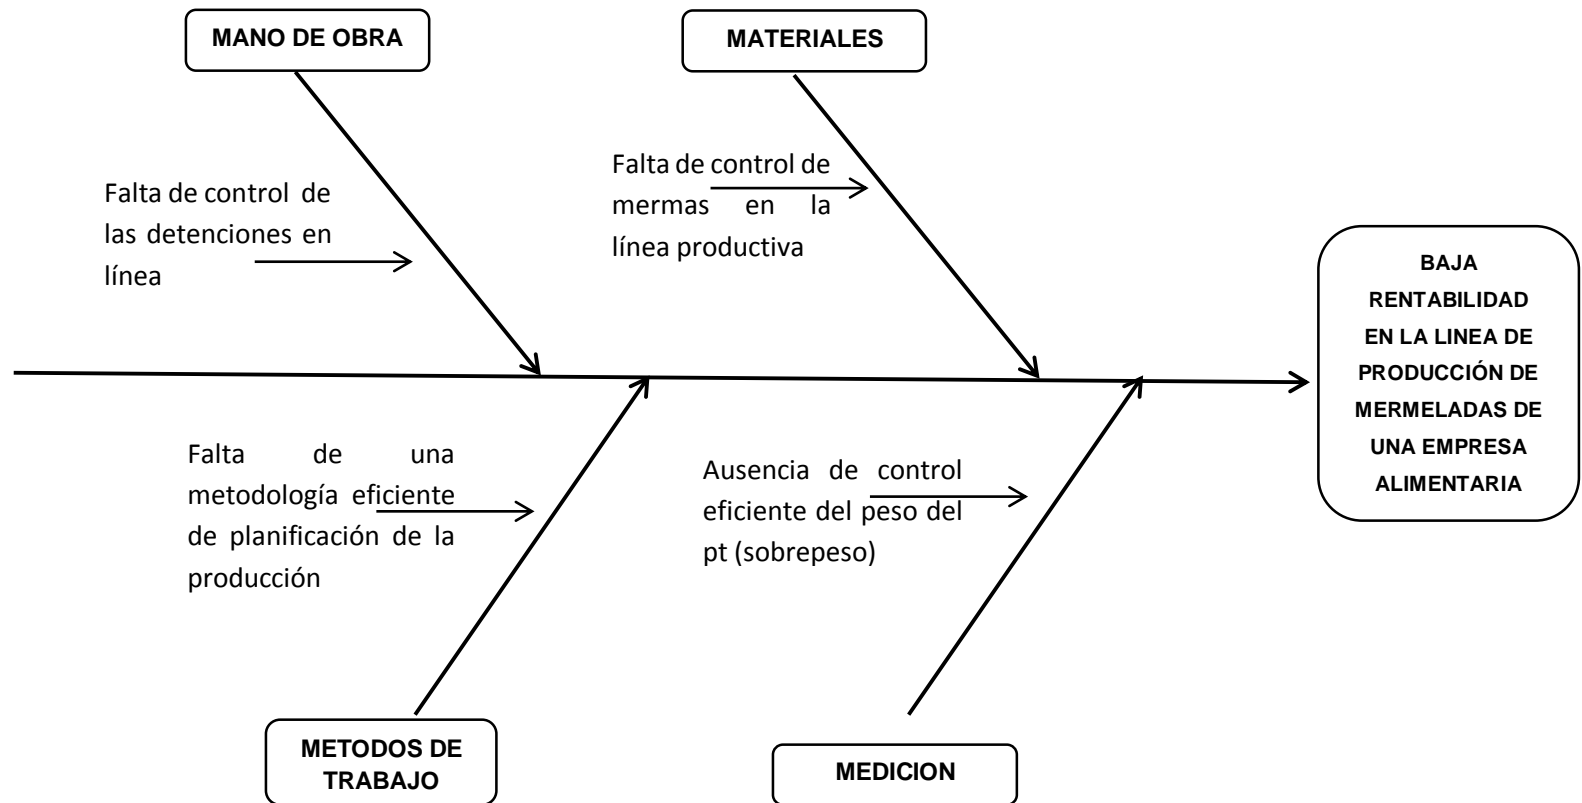 MANO DE OBRA
MATERIALES
Falta de control de
las detenciones en
línea
Falta de control de
mermas en la
línea productiva
BAJA
RENTABILIDAD
EN LA LINEA DE
PRODUCCIÓN DE
MERMELADAS DE
UNA EMPRESA
ALIMENTARIA
Falta de una
metodología eficiente
de planificación de la
producción
Ausencia de control
eficiente del peso del
pt (sobrepeso)
METODOS DE
TRABAJO
MEDICION